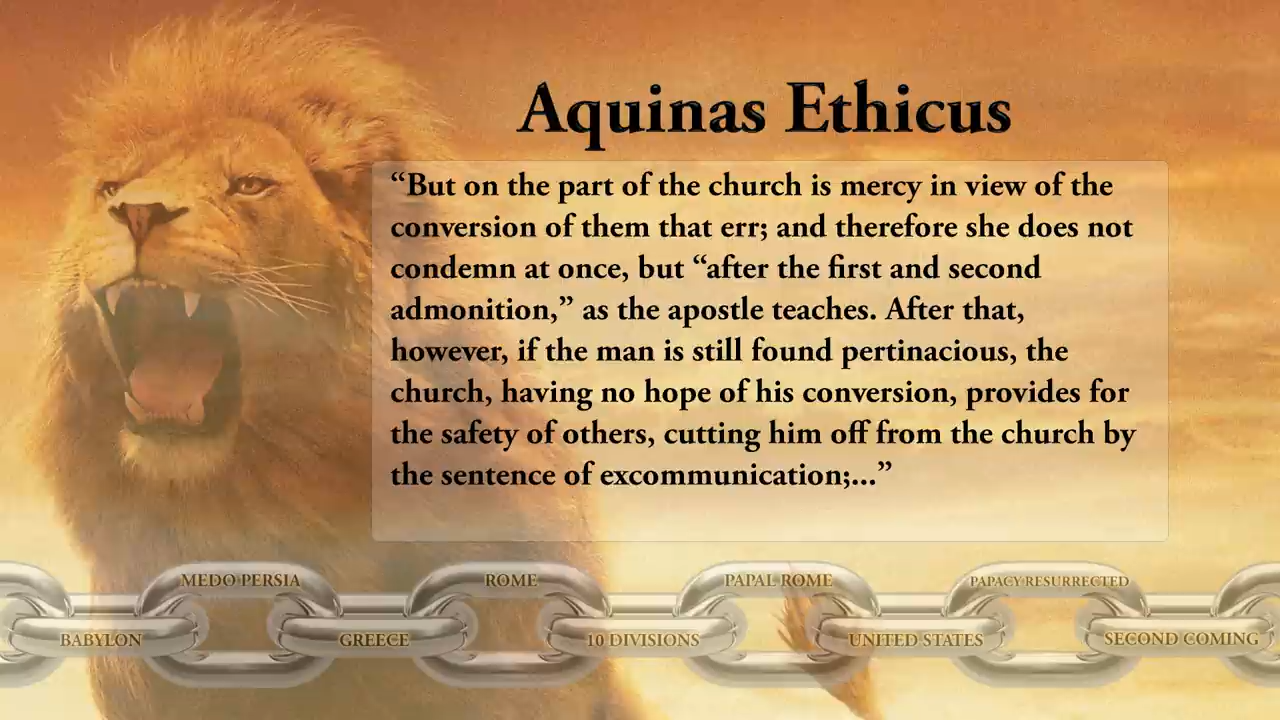 Aquinas Ethicus
“But on the part of the church is mercy in view of the
conversion of them that err; and therefore she does not
condemn at once, but “after the first and second
admonition,” as the apostle teaches. After that,
however, if the man is still found pertinacious, the
church, having no hope of his conversion, provides for
the safety of others, cutting him off from the church by
the sentence of excommunication;...”
MEDO PERSIA ROME PAPAL ROME PAPACY RESURRECTED
BABYLON GREECE 10 DIVISIONS UNITED STATES SECOND COMING